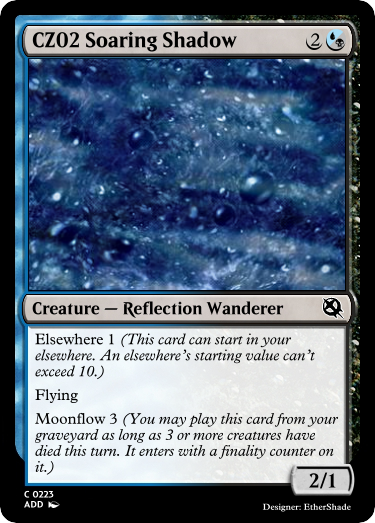 CZ02 Soaring Shadow 2
Creature — Reflection Wanderer
Elsewhere 1 (This card can start in your
elsewhere. An elsewhere's starting value can't
exceed 10.)
Flying
Moonflow 3 (You may play this card from your
graveyard as long as 3 or more creatures have
died this turn. It enters with a finality counter on
it.)
2/1
C 0223
ADD
Designer: EtherShade